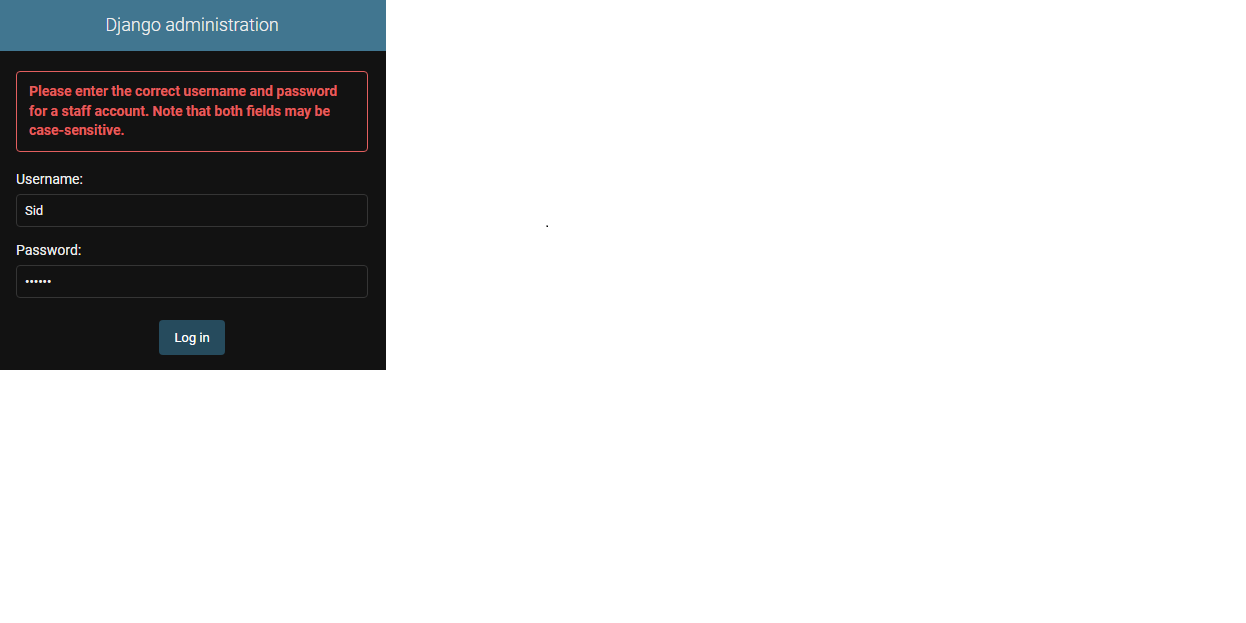 Django administration
Please enter the correct username and password
for a staff account. Note that both fields may be
case-sensitive.
Username:
Sid
Password:
••••••
Log in
.